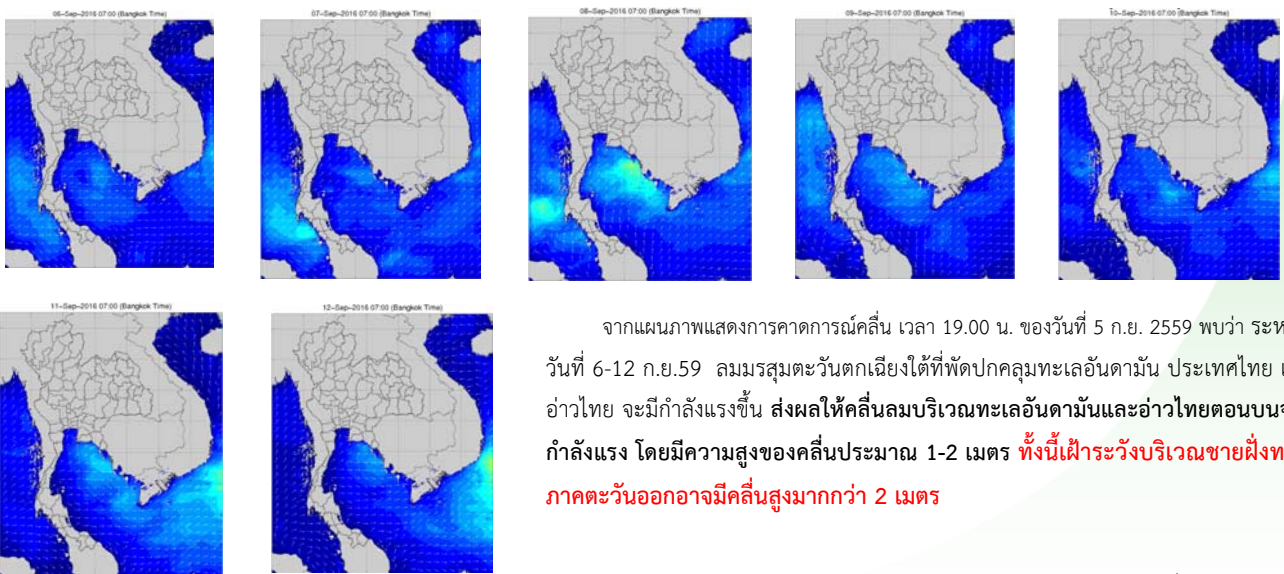 06-Sep-2016 07:00 (Bangkok Time)
07-Sep-2016 07:00 (Bangkok Time)
08-Sep-2016 07:00 (Bangkok Time)
09-Sep-2016 07:00 (Bangkok Time)
10-Sep-2016 07:00 (Bangkok Time)
11-Sep-2016 07:00 (Bangkok Time)
12-Sep-2016 07:00 (Bangkok Time)
จากแผนภาพแสดงการคาดการณ์คลื่น เวลา 19.00 น. ของวันที่ 5 ก.ย. 2559 พบว่า
วันที่ 6-12 ก.ย.59 ลมมรสุมตะวันตกเฉียงใต้ที่พัดปกคลุมทะเลอันดามัน ประเทศไทย
อ่าวไทย จะมีกำลังแรงขึ้น ส่งผลให้คลื่นลมบริเวณทะเลอันดามันและอ่าวไทยตอนบน
กำลังแรง โดยมีความสูงของคลื่นประมาณ 1-2 เมตร ทั้งนี้เฝ้าระวังบริเวณชายฝั่ง
ภาคตะวันออกอาจมีคลื่นสูงมากกว่า 2 เมตร